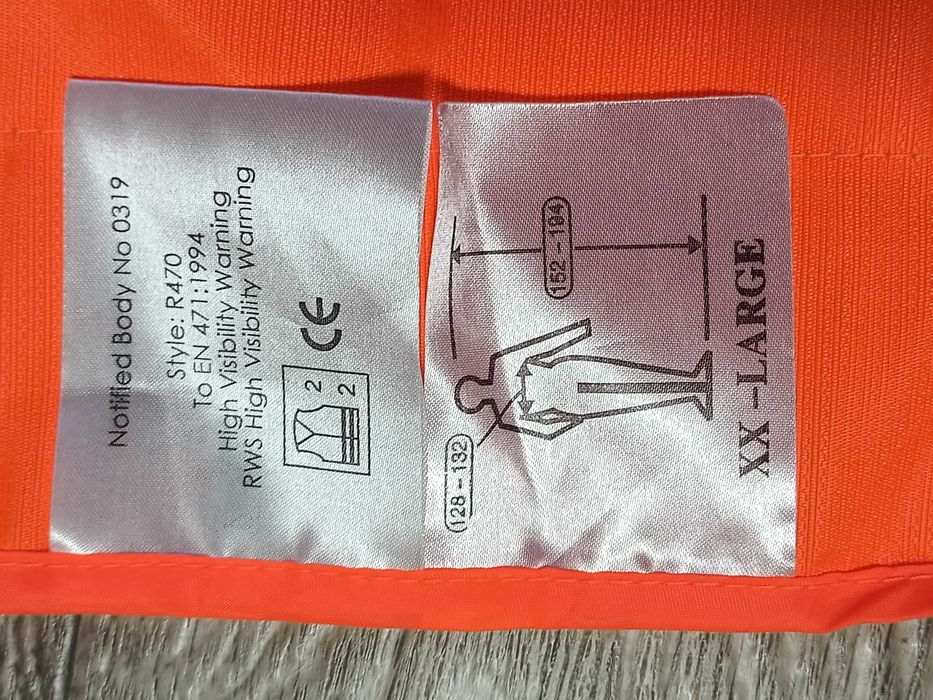 Notified Body No 0319
Style: R470
To EN 471:1994
High Visibility Warning
RWS High Visibility Warning
2
2
CE
128 - 132
152 - 194
XX -LARGE